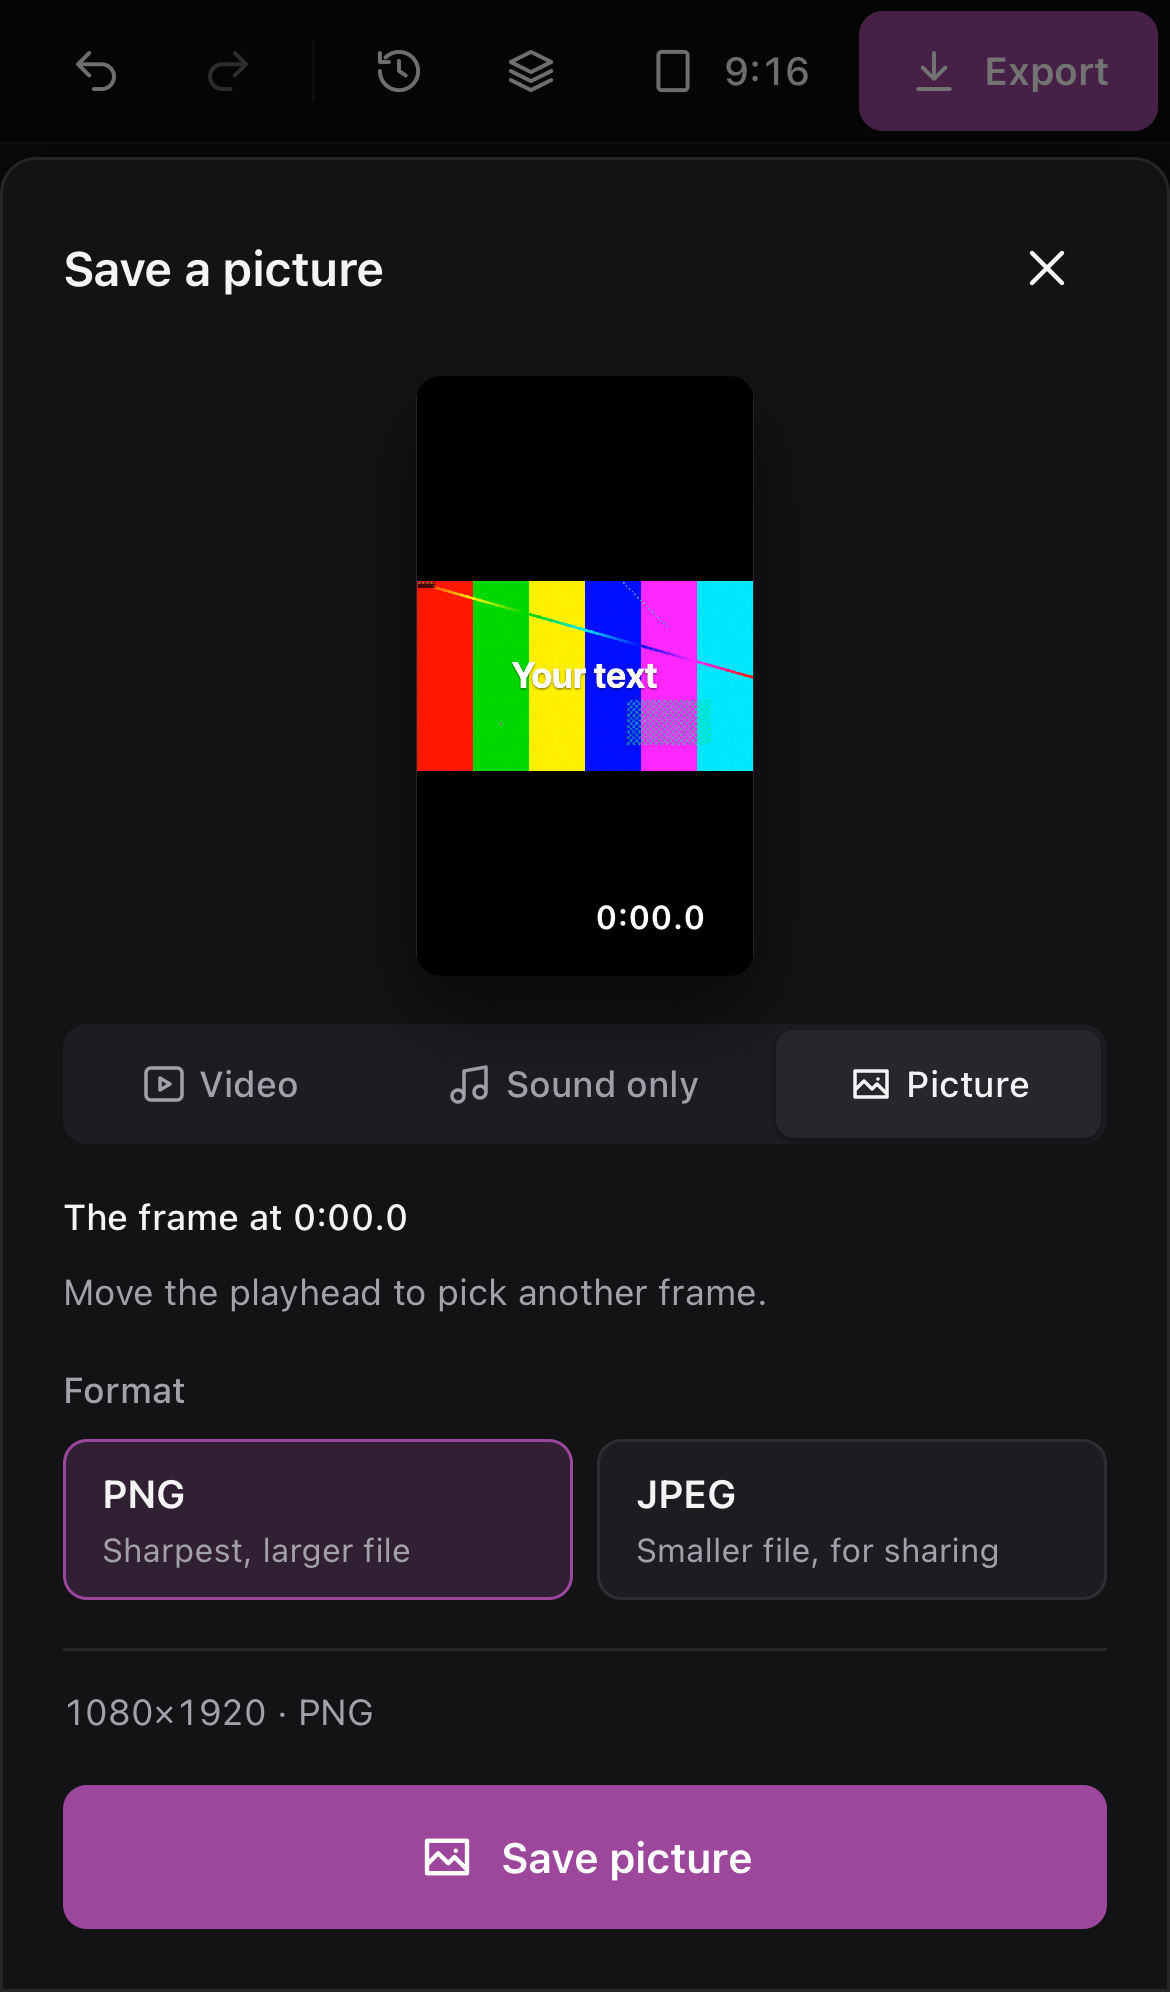 9:16
Export
Save a picture
Your text
0:00.0
Video
Sound only
Picture
The frame at 0:00.0
Move the playhead to pick another frame.
Format
PNG
Sharpest, larger file
JPEG
Smaller file, for sharing
1080×1920 · PNG
Save picture